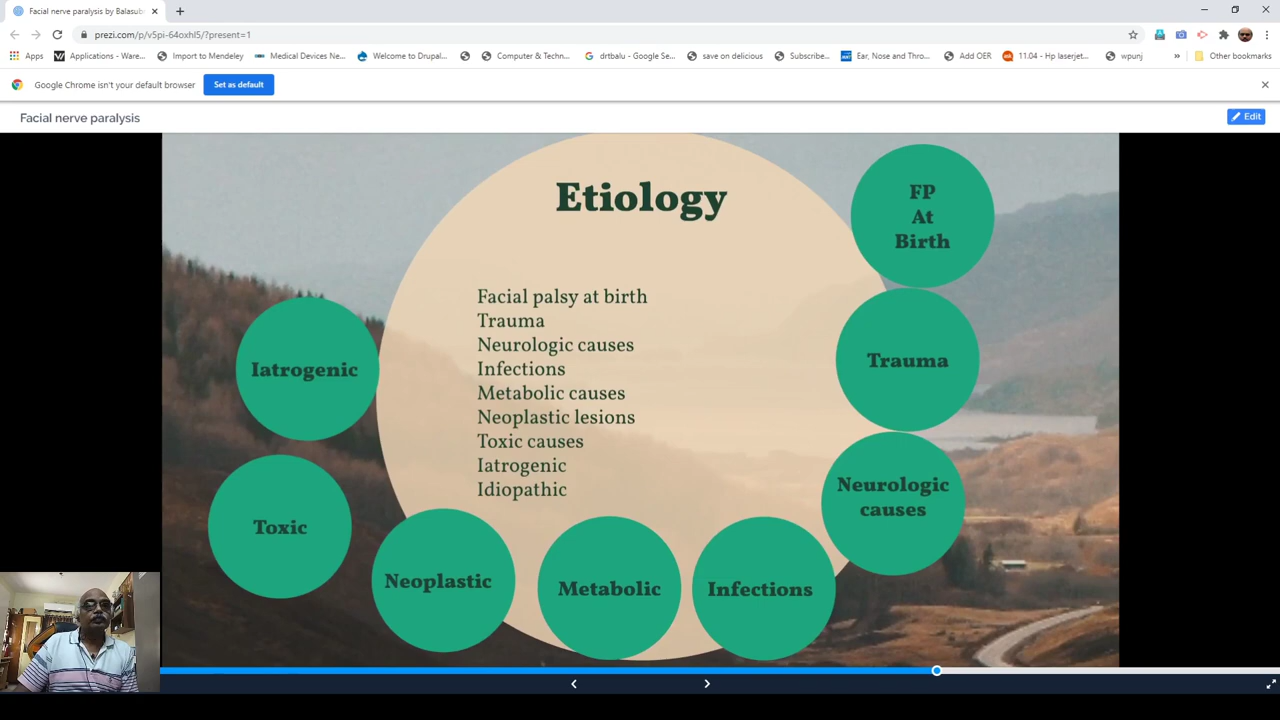 Facial nerve paralysis by Balasub
prezi.com/p/v5pi-64oxhl5/?present=1
Apps
Applications - Ware...
Import to Mendeley
Medical Devices Ne...
Welcome to Drupal...
Computer & Techn...
drtbalu - Google Se...
save on delicious
Subscribe...
Ear, Nose and Thro...
Add OER
11.04 - Hp laserjet...
wpunj
»
Other bookmarks
Google Chrome isn't your default browser
Set as default
Facial nerve paralysis
Edit
Etiology
Facial palsy at birth
Trauma
Neurologic causes
Infections
Metabolic causes
Neoplastic lesions
Toxic causes
Iatrogenic
Idiopathic
FP
At
Birth
Trauma
Neurologic
causes
Infections
Metabolic
Neoplastic
Toxic
Iatrogenic